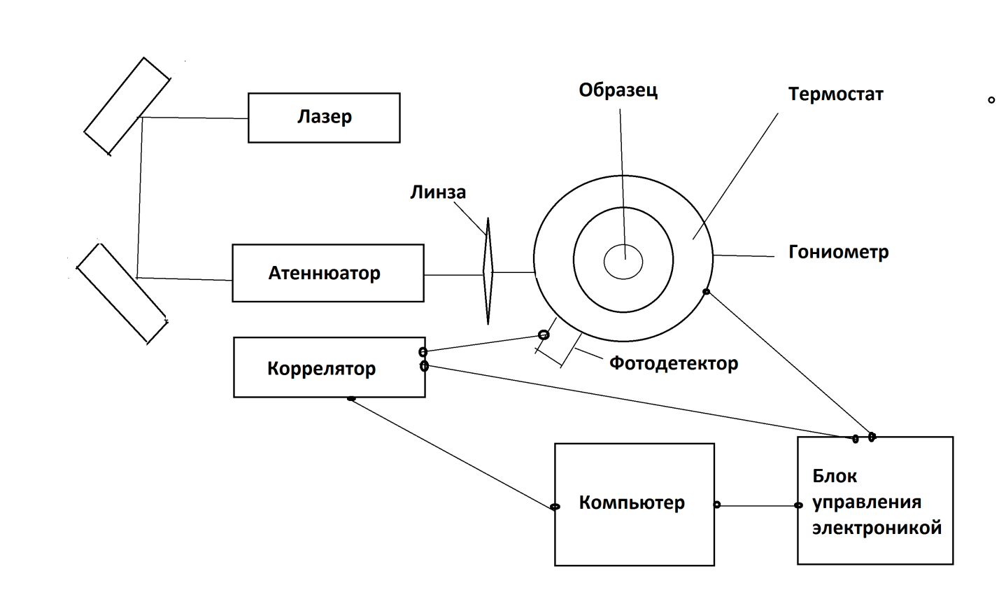 Образец
Термостат
Лазер
Линза
Гониометр
Атеннюатор
Фотодетектор
Коррелятор
Компьютер
Блок
управления
электроникой